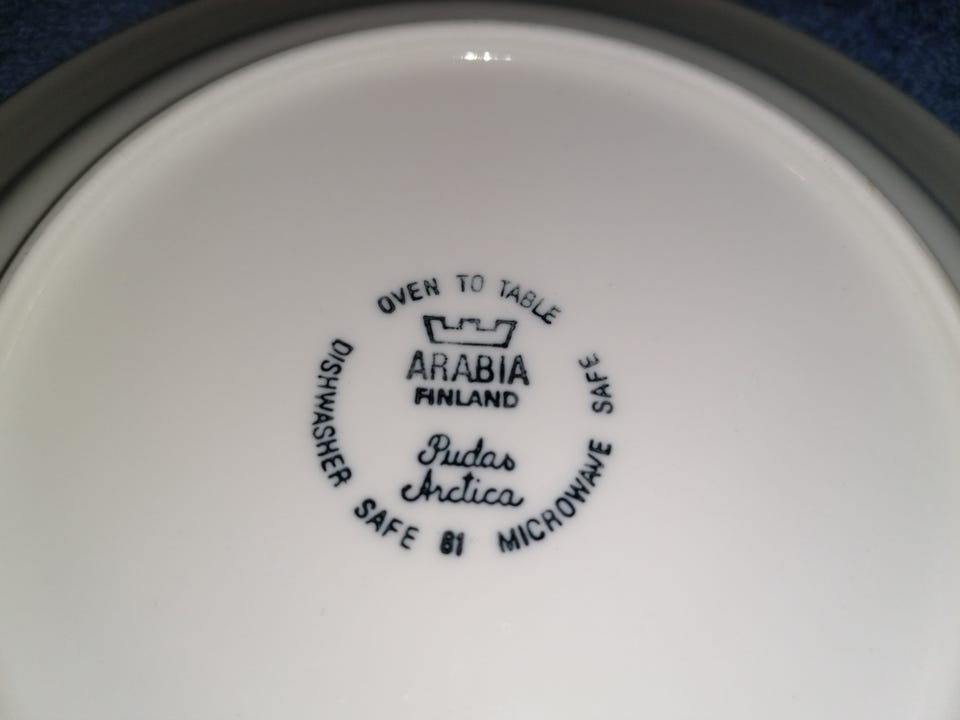 OVEN TO TABLE
ARABIA
FINLAND
Pudas
Arctica
DISHWASHER SAFE 81 MICROWAVE SAFE